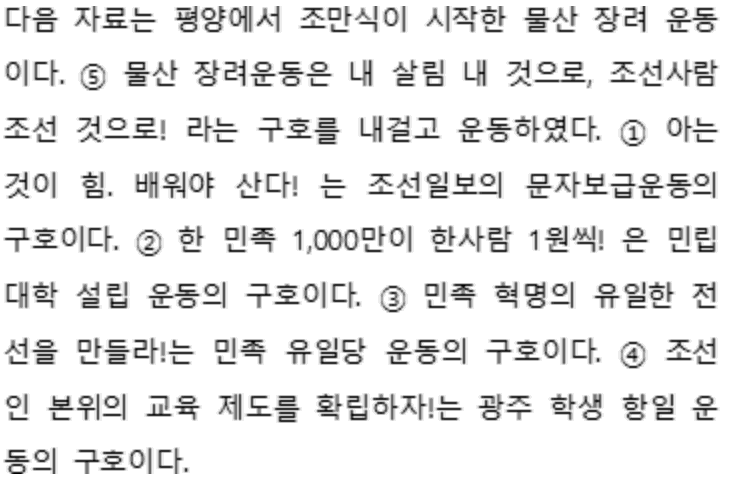 다음 자료는 평양에서 조만식이 시작한 물산 장려 운동
이다. ⑤ 물산 장려운동은 내 살림 내 것으로, 조선사람
조선 것으로! 라는 구호를 내걸고 운동하였다. ① 아는
것이 힘. 배워야 산다! 는 조선일보의 문자보급운동의
구호이다. ② 한 민족 1,000만이 한사람 1원씩! 은 민립
대학 설립 운동의 구호이다. ③ 민족 혁명의 유일한 전
선을 만들라!는 민족 유일당 운동의 구호이다. ④ 조선
인 본위의 교육 제도를 확립하자!는 광주 학생 항일 운
동의 구호이다.